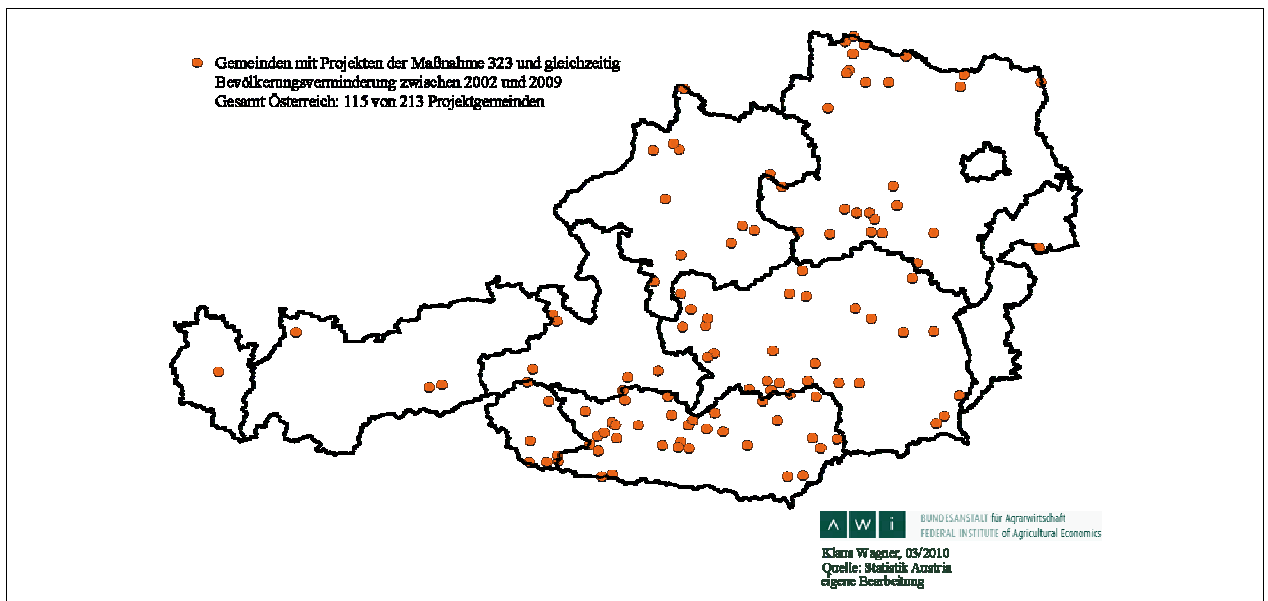 Gemeinden mit Projekten der Maßnahme 323 und gleichzeitig
Bevölkerungsverminderung zwischen 2002 und 2009
Gesamt Österreich: 115 von 213 Projektgemeinden
AWi
BUNDESANSTALT für Agrarwirtschaft
FEDERAL INSTITUTE of Agricultural Economics
Klaus Wagner, 03/2010
Quelle: Statistik Austria
eigene Bearbeitung